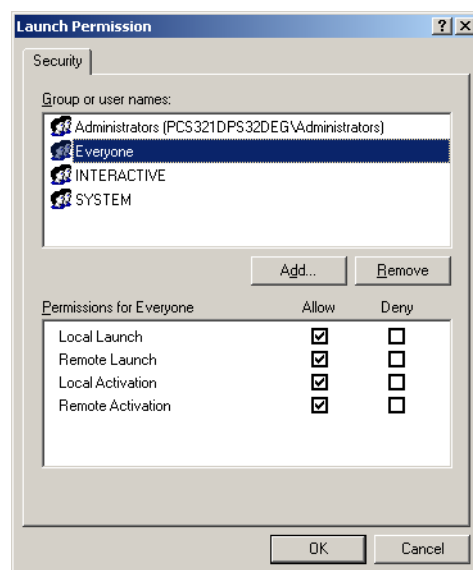 Launch Permission
Security
Group or user names:
Administrators (PCS321DPS32DEG\Administrators)
Everyone
INTERACTIVE
SYSTEM
Add... Remove
Permissions for Everyone Allow Deny
Local Launch
Remote Launch
Local Activation
Remote Activation
OK Cancel